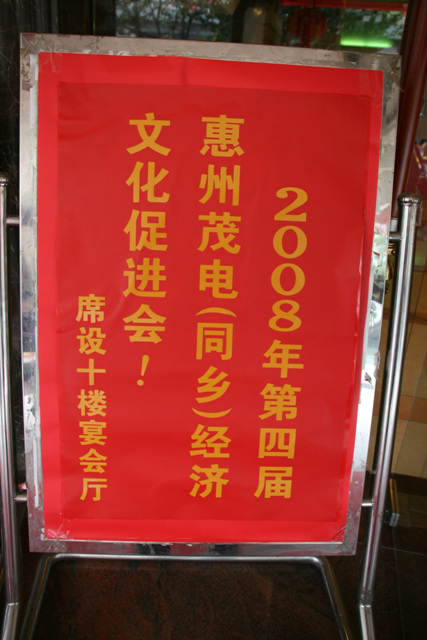 2008年第四届
惠州茂电(同乡)经济
文化促进会！
席设十楼宴会厅